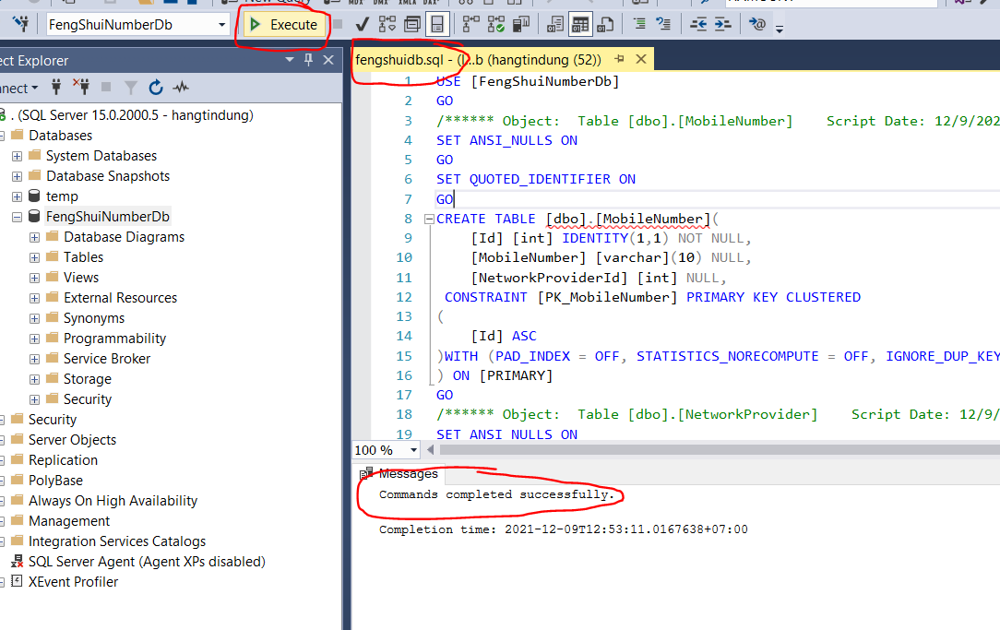 New Query
MDX DMX XMLA DAX
FengShuiNumberDb
Execute
ect Explorer
nnect
. (SQL Server 15.0.2000.5 - hangtindung)
Databases
System Databases
Database Snapshots
temp
FengShuiNumberDb
Database Diagrams
Tables
Views
External Resources
Synonyms
Programmability
Service Broker
Storage
Security
Security
Server Objects
Replication
PolyBase
Always On High Availability
Management
Integration Services Catalogs
SQL Server Agent (Agent XPs disabled)
XEvent Profiler
fengshuidb.sql - (l...b (hangtindung (52))
1 USE [FengShuiNumberDb]
2 GO
3 /****** Object:  Table [dbo].[MobileNumber]    Script Date: 12/9/202
4 SET ANSI_NULLS ON
5 GO
6 SET QUOTED_IDENTIFIER ON
7 GO
8 CREATE TABLE [dbo].[MobileNumber](
9 [Id] [int] IDENTITY(1,1) NOT NULL,
10 [MobileNumber] [varchar](10) NULL,
11 [NetworkProviderId] [int] NULL,
12 CONSTRAINT [PK_MobileNumber] PRIMARY KEY CLUSTERED
13 (
14 [Id] ASC
15 )WITH (PAD_INDEX = OFF, STATISTICS_NORECOMPUTE = OFF, IGNORE_DUP_KEY
16 ) ON [PRIMARY]
17 GO
18 /****** Object:  Table [dbo].[NetworkProvider]    Script Date: 12/9/
19 SET ANSI NULLS ON
100 %
Messages
Commands completed successfully.
Completion time: 2021-12-09T12:53:11.0167638+07:00